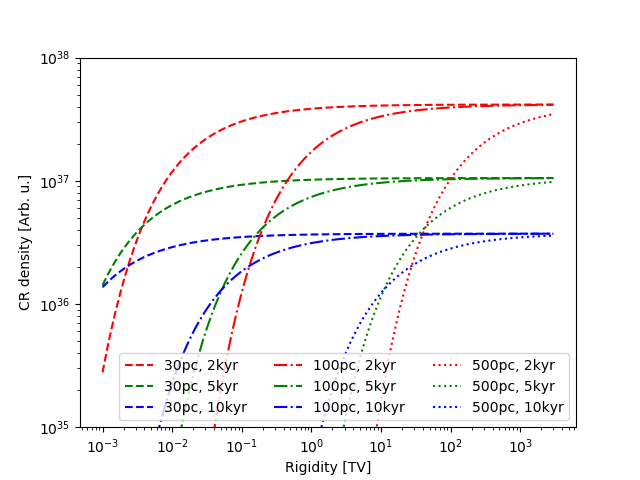 10^38
10^37
10^36
10^35
CR density [Arb. u.]
30pc, 2kyr 100pc, 2kyr 500pc, 2kyr
30pc, 5kyr 100pc, 5kyr 500pc, 5kyr
30pc, 10kyr 100pc, 10kyr 500pc, 10kyr
10^−3 10^−2 10^−1 10^0 10^1 10^2 10^3
Rigidity [TV]